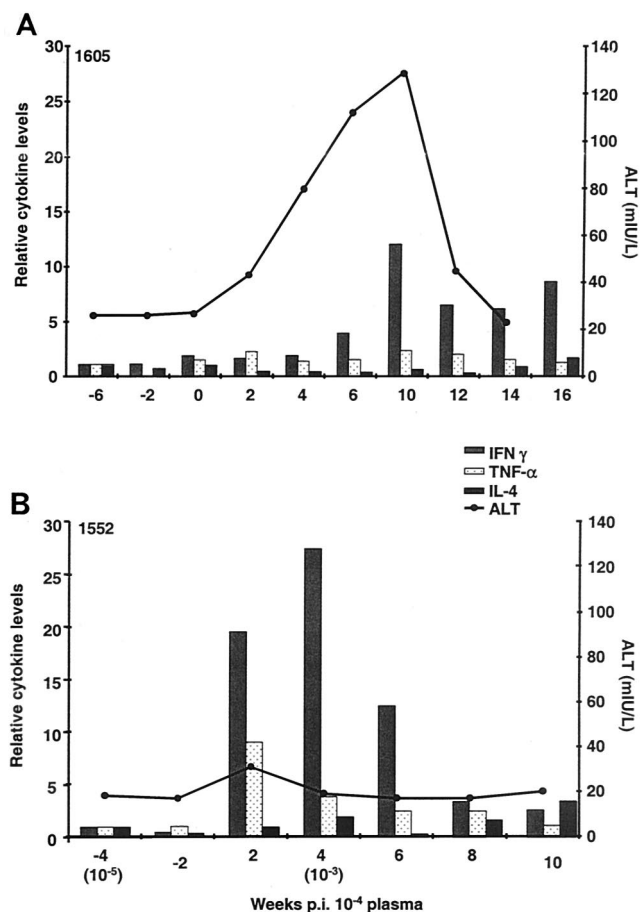 A
1605
30
25
20
15
10
5
0
Relative cytokine levels
140
120
100
80
60
40
20
0
ALT (mIU/L)
-6 -2 0 2 4 6 10 12 14 16
IFN γ
TNF-α
IL-4
ALT
B
1552
30
25
20
15
10
5
0
Relative cytokine levels
140
120
100
80
60
40
20
0
ALT (mIU/L)
-4 -2 2 4 6 8 10
(10-5) (10-3)
Weeks p.i. 10-4 plasma